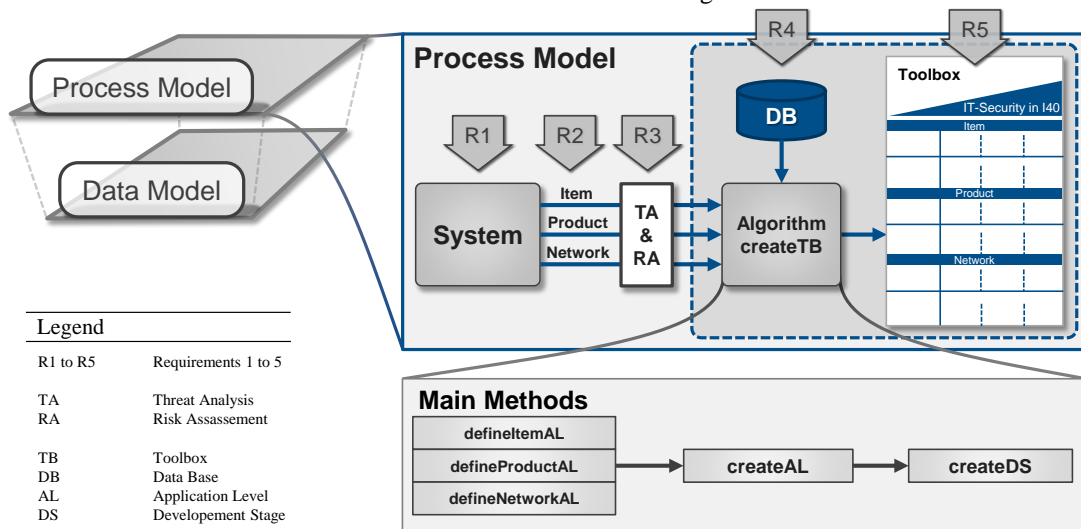 Process Model
Data Model
Process Model
R1
R2
R3
R4
R5
DB
System
Item
Product
Network
TA
&
RA
Algorithm
createTB
Toolbox
IT-Security in I40
Item
Product
Network
Legend
R1 to R5 Requirements 1 to 5
TA Threat Analysis
RA Risk Assassement
TB Toolbox
DB Data Base
AL Application Level
DS Developement Stage
Main Methods
defineItemAL
defineProductAL
defineNetworkAL
createAL
createDS